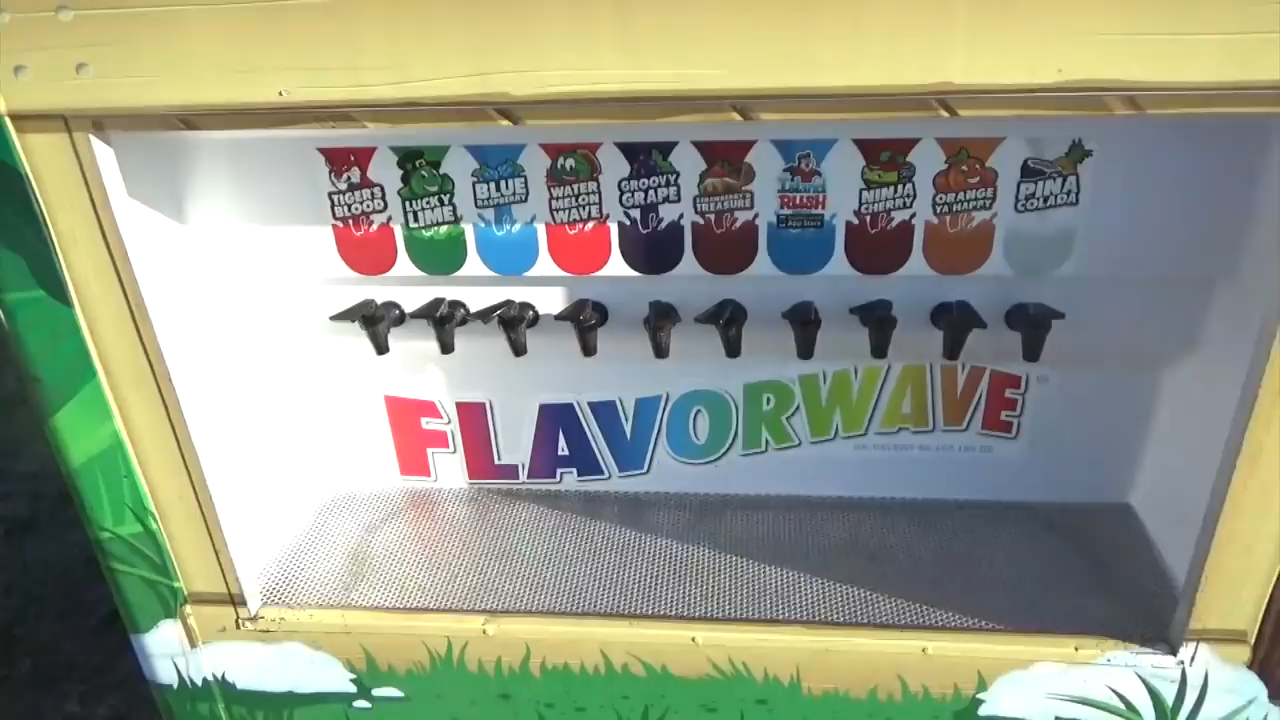 TIGER'S
BLOOD
LUCKY
LIME
BLUE
RASPBERRY
WATER
MELON
WAVE
GROOVY
GRAPE
STRAWBERRY'D
TREASURE
Island
RUSH
App Store
NINJA
CHERRY
ORANGE
YA HAPPY
PINA
COLADA
FLAVORWAVE